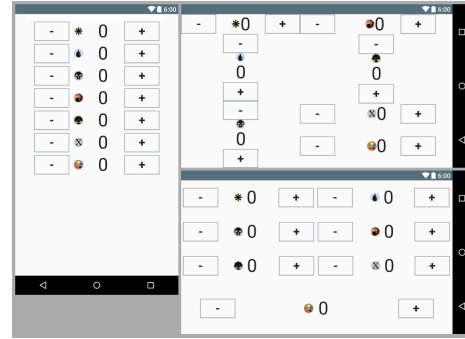 6:00
- 0 +
- 0 +
- 0 +
- 0 +
- 0 +
- 0 +
- 0 +
6:00
- 0 + - 0 +
- -
0 0
+ +
-
- 0 +
0
+
- 0 +
6:00
- 0 + - 0 +
- 0 + - 0 +
- 0 + - 0 +
- 0 +